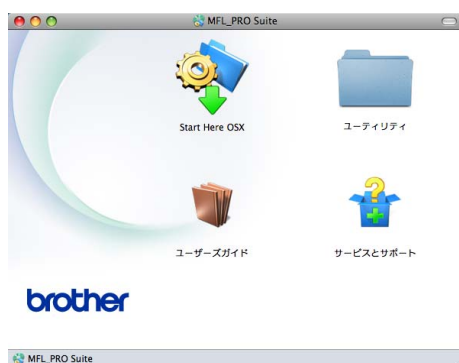 MFL_PRO Suite
Start Here OSX
ユーティリティ
ユーザーズガイド
サービスとサポート
brother
MFL_PRO Suite